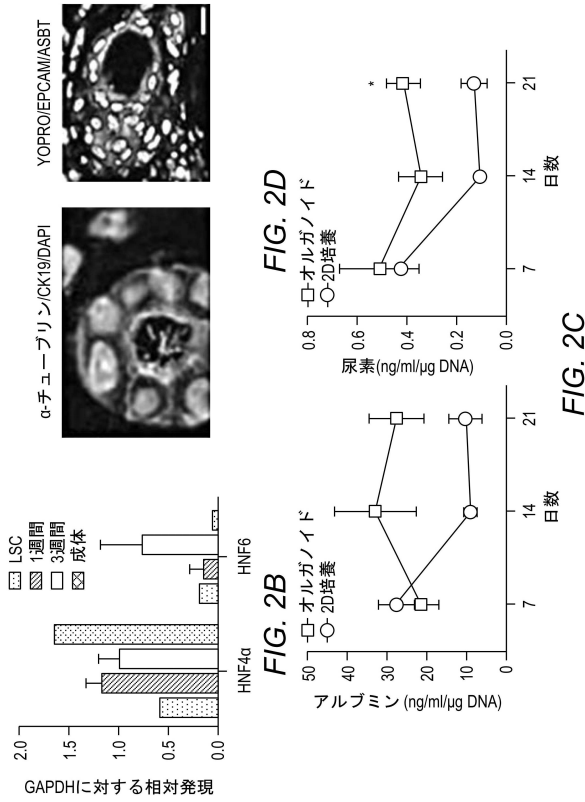 2.0
1.5
1.0
0.5
0.0
GAPDHに対する相対発現
LSC
1週間
3週間
成体
HNF4α
HNF6
FIG. 2B
α-チューブリン/CK19/DAPI
YOPRO/EPCAM/ASBT
FIG. 2D
オルガノイド
2D培養
50
40
30
20
10
0
アルブミン (ng/ml/μg DNA)
7
14
21
日数
オルガノイド
2D培養
0.8
0.6
0.4
0.2
0.0
尿素(ng/ml/μg DNA)
*
7
14
21
日数
FIG. 2C